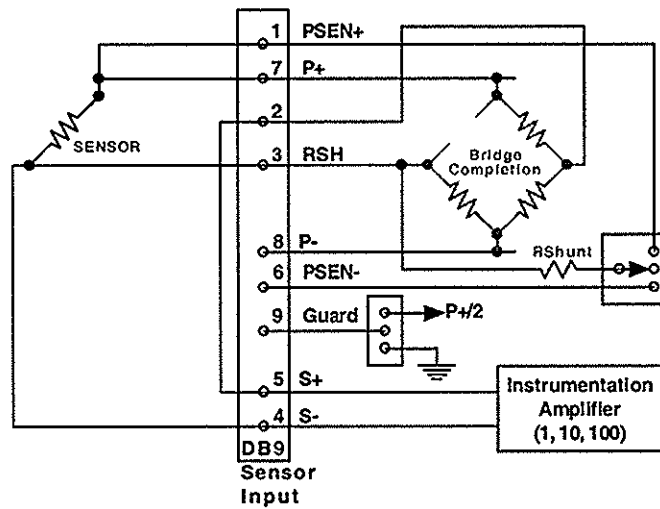 1 PSEN+
7 P+
2
SENSOR
3 RSH
Bridge
Completion
8 P-
RShunt
6 PSEN-
9 Guard
P+/2
5 S+
4 S-
DB9
Sensor
Input
Instrumentation
Amplifier
(1, 10, 100)